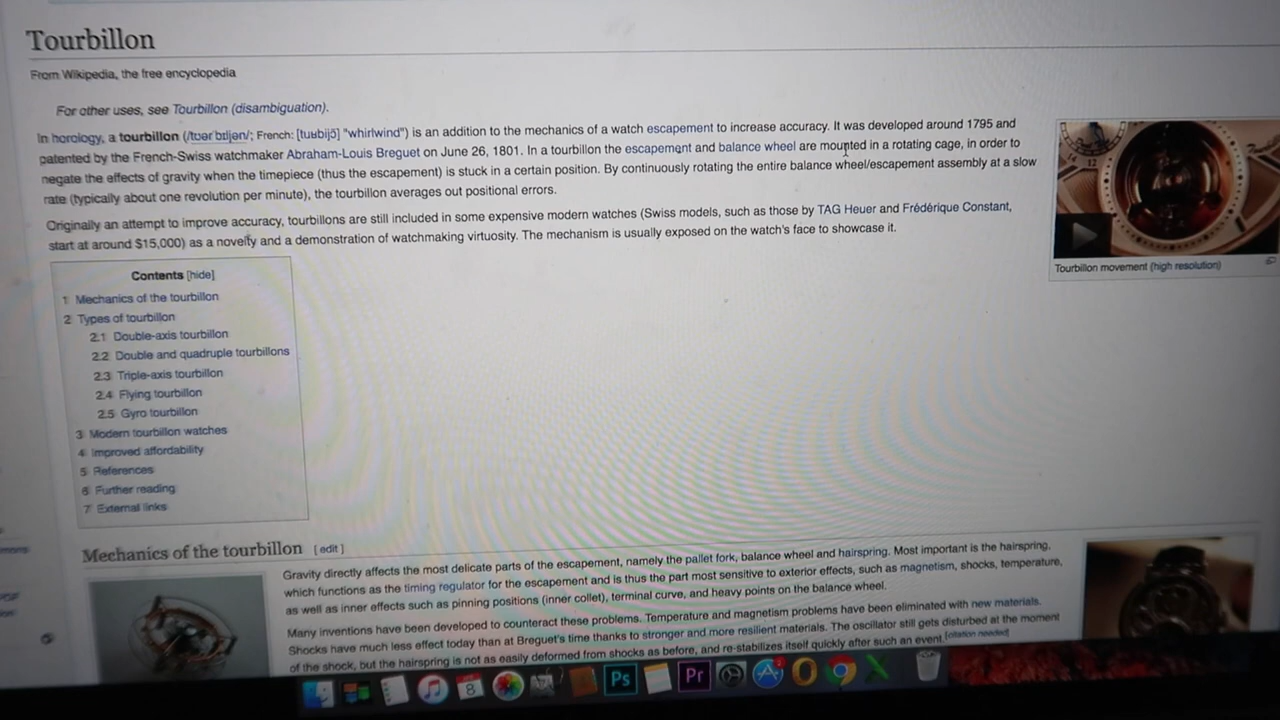 Tourbillon
From Wikipedia, the free encyclopedia
For other uses, see Tourbillon (disambiguation).
In horology, a tourbillon (/tʊərˈbɪljən/; French: [tuʁbijɔ̃] "whirlwind") is an addition to the mechanics of a watch escapement to increase accuracy. It was developed around 1795 and
patented by the French-Swiss watchmaker Abraham-Louis Breguet on June 26, 1801. In a tourbillon the escapement and balance wheel are mounted in a rotating cage, in order to
negate the effects of gravity when the timepiece (thus the escapement) is stuck in a certain position. By continuously rotating the entire balance wheel/escapement assembly at a slow
rate (typically about one revolution per minute), the tourbillon averages out positional errors.
Originally an attempt to improve accuracy, tourbillons are still included in some expensive modern watches (Swiss models, such as those by TAG Heuer and Frédérique Constant,
start at around $15,000) as a novelty and a demonstration of watchmaking virtuosity. The mechanism is usually exposed on the watch's face to showcase it.
14 12
Tourbillon movement (high resolution)
Contents [hide]
1 Mechanics of the tourbillon
2 Types of tourbillon
2.1 Double-axis tourbillon
2.2 Double and quadruple tourbillons
2.3 Triple-axis tourbillon
2.4 Flying tourbillon
2.5 Gyro tourbillon
3 Modern tourbillon watches
4 Improved affordability
5 References
6 Further reading
7 External links
Mechanics of the tourbillon [edit]
Gravity directly affects the most delicate parts of the escapement, namely the pallet fork, balance wheel and hairspring. Most important is the hairspring,
which functions as the timing regulator for the escapement and is thus the part most sensitive to exterior effects, such as magnetism, shocks, temperature,
as well as inner effects such as pinning positions (inner collet), terminal curve, and heavy points on the balance wheel.
Many inventions have been developed to counteract these problems. Temperature and magnetism problems have been eliminated with new materials.
Shocks have much less effect today than at Breguet's time thanks to stronger and more resilient materials. The oscillator still gets disturbed at the moment
of the shock, but the hairspring is not as easily deformed from shocks as before, and re-stabilizes itself quickly after such an event.[citation needed]
8
Ps
Pr